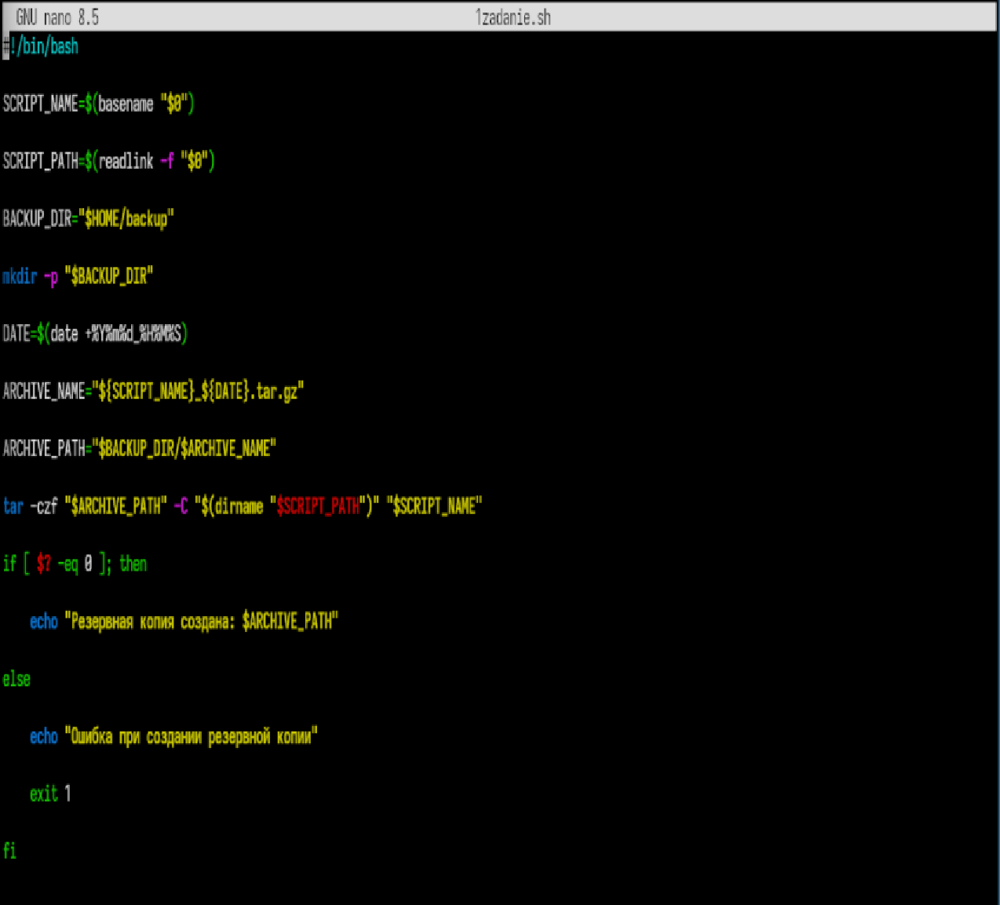 GNU nano 8.5 1zadanie.sh
#!/bin/bash
SCRIPT_NAME=$(basename "$0")
SCRIPT_PATH=$(readlink -f "$0")
BACKUP_DIR="$HOME/backup"
mkdir -p "$BACKUP_DIR"
DATE=$(date +%Y%m%d_%H%M%S)
ARCHIVE_NAME="${SCRIPT_NAME}_${DATE}.tar.gz"
ARCHIVE_PATH="$BACKUP_DIR/$ARCHIVE_NAME"
tar -czf "$ARCHIVE_PATH" -C "$(dirname "$SCRIPT_PATH")" "$SCRIPT_NAME"
if [ $? -eq 0 ]; then
    echo "Резервная копия создана: $ARCHIVE_PATH"
else
    echo "Ошибка при создании резервной копии"
    exit 1
fi